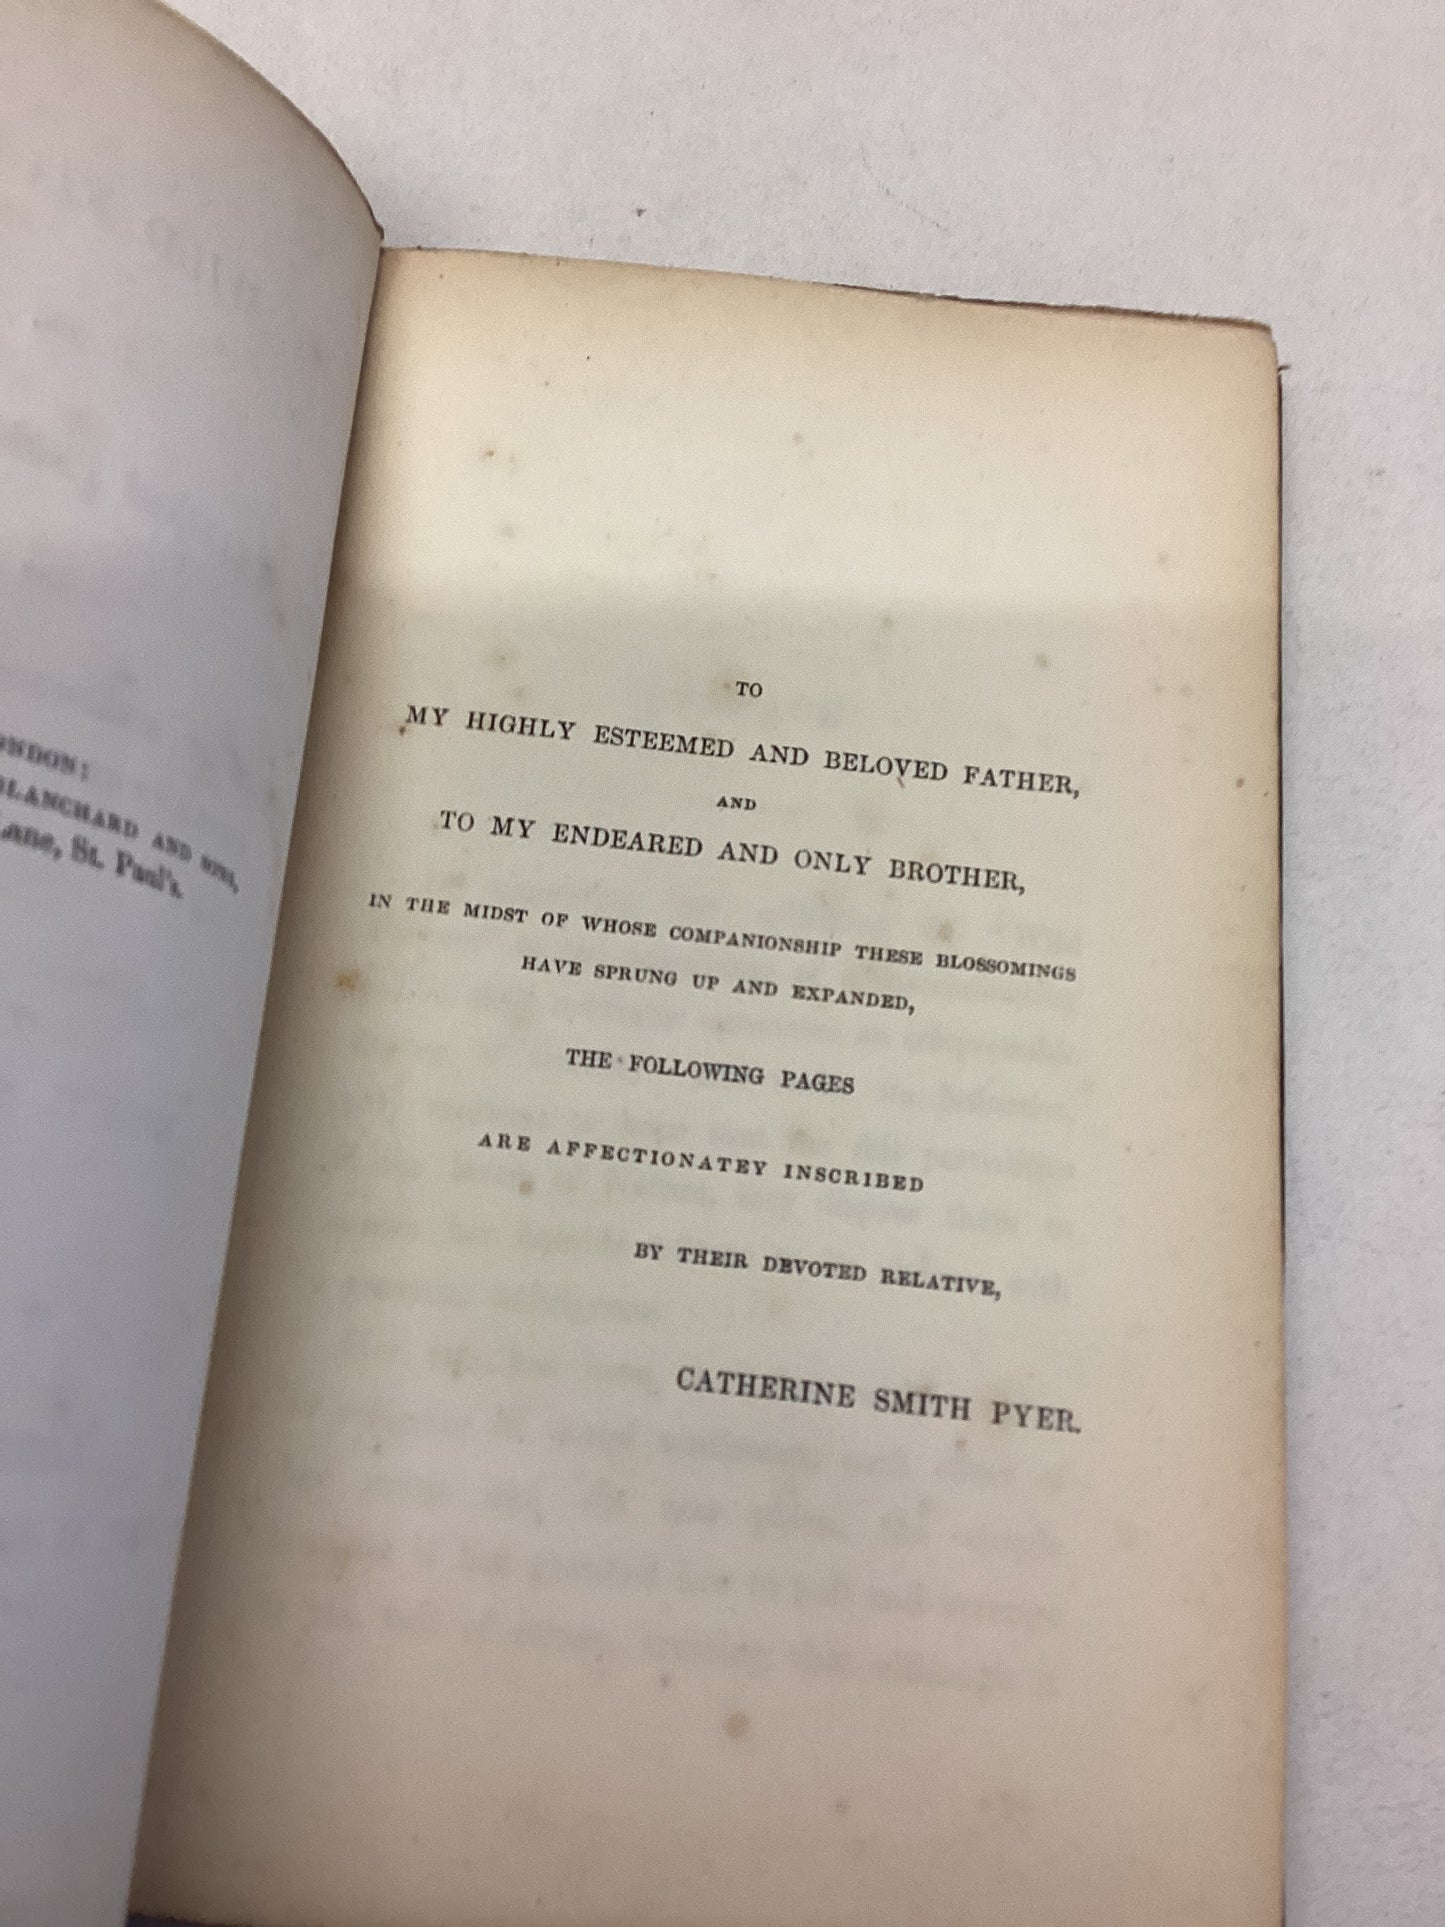 BLANCHARD AND SONS,
Lane, St. Paul's.
TO
MY HIGHLY ESTEEMED AND BELOVED FATHER,
AND
TO MY ENDEARED AND ONLY BROTHER,
IN THE MIDST OF WHOSE COMPANIONSHIP THESE BLOSSOMINGS
HAVE SPRUNG UP AND EXPANDED,
THE FOLLOWING PAGES
ARE AFFECTIONATEY INSCRIBED
BY THEIR DEVOTED RELATIVE,
CATHERINE SMITH PYER.